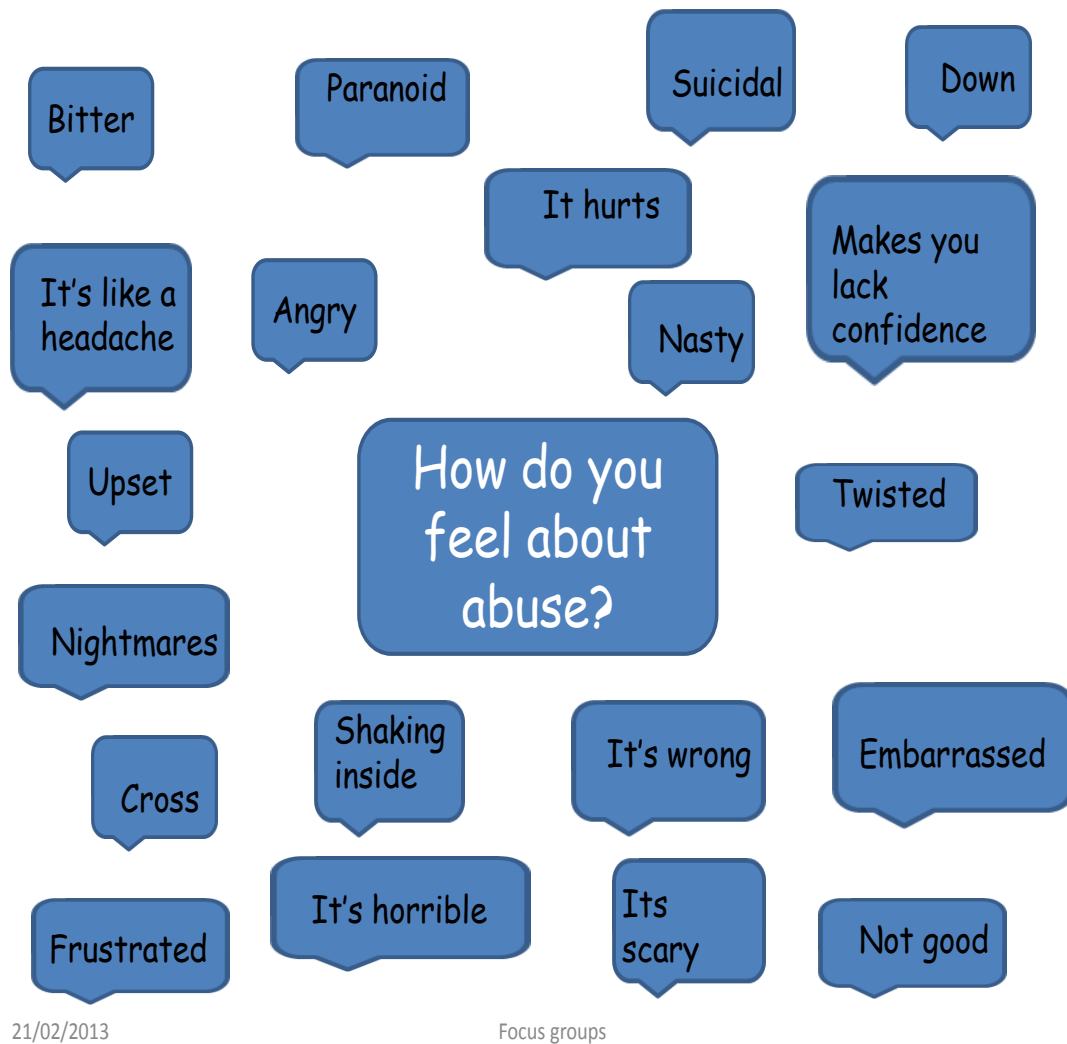 Bitter
Paranoid
Suicidal
Down
It hurts
Makes you
lack
confidence
It's like a
headache
Angry
Nasty
Upset
How do you
feel about
abuse?
Twisted
Nightmares
Cross
Shaking
inside
It's wrong
Embarrassed
Frustrated
It's horrible
Its
scary
Not good
21/02/2013
Focus groups